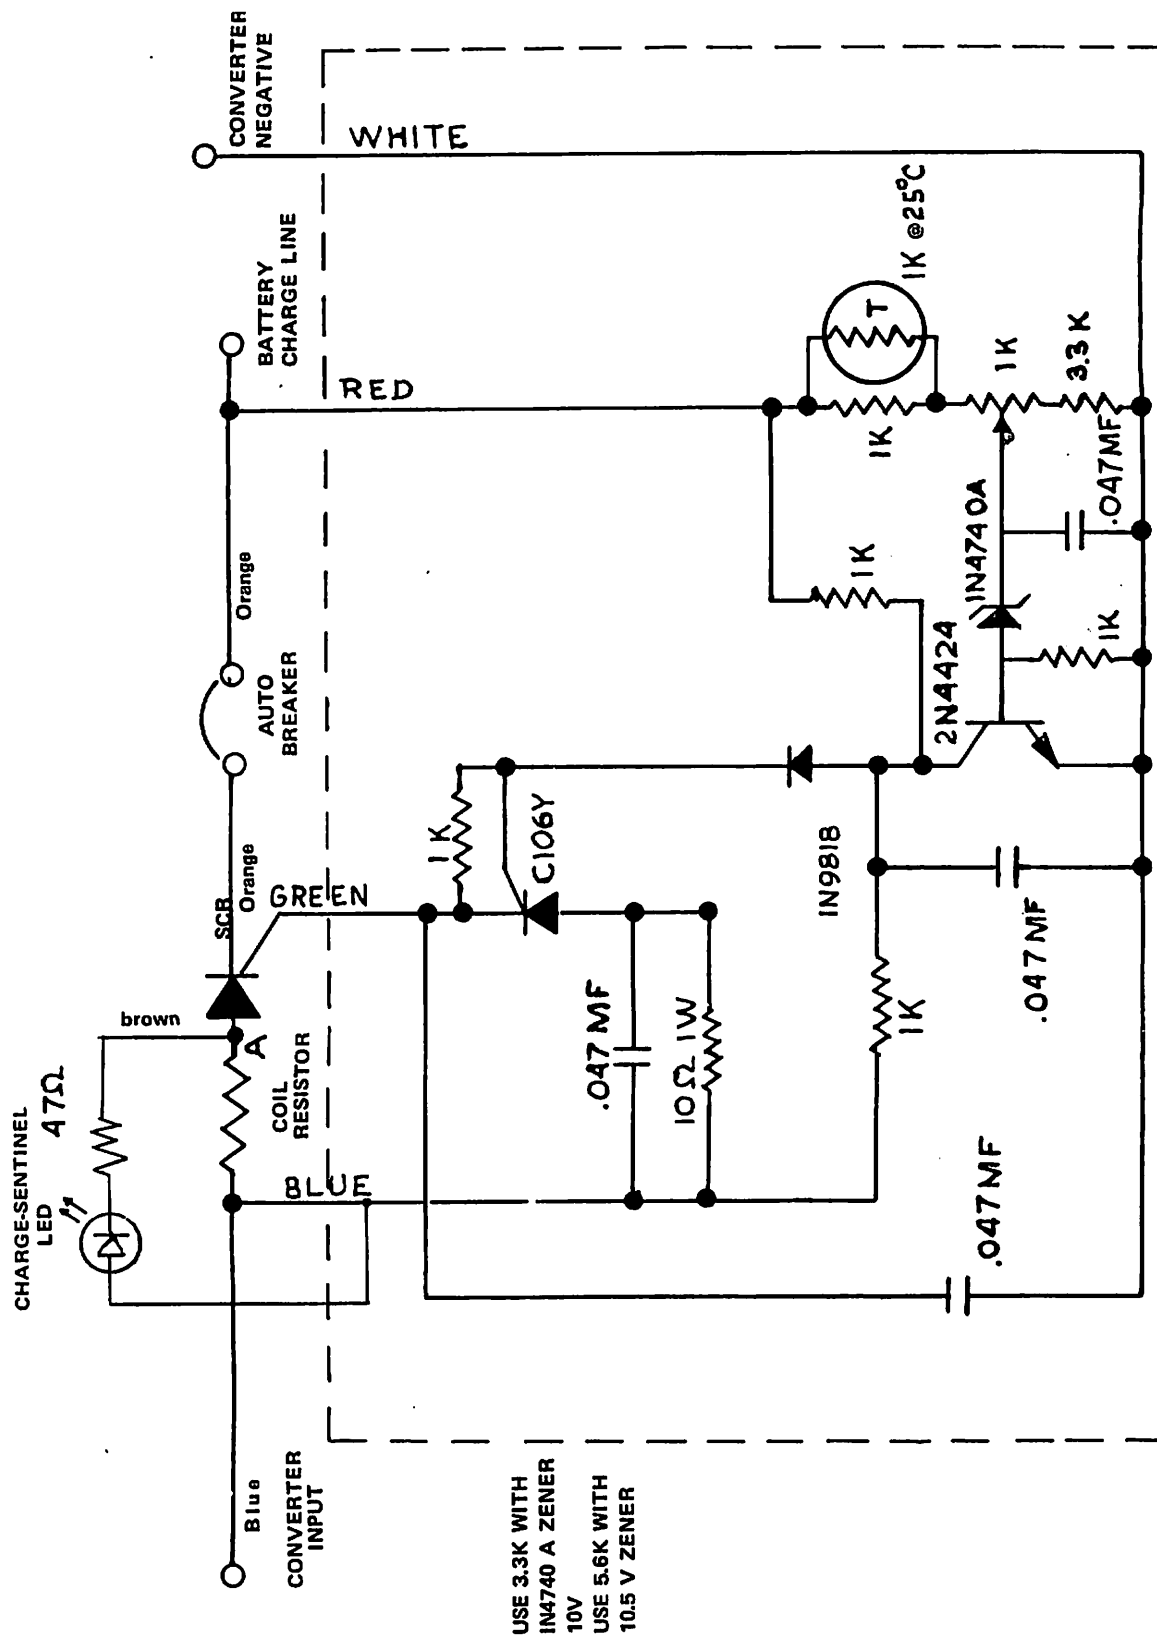 CHARGE-SENTINEL
LED
47Ω
brown
Blue
CONVERTER
INPUT
COIL
RESISTOR
A
SCR
Orange
AUTO
BREAKER
Orange
BATTERY
CHARGE LINE
CONVERTER
NEGATIVE
BLUE
GREEN
RED
WHITE
1K
C106Y
.047 MF
10Ω 1W
1N981B
1K
.047 MF
.047 MF
2N4424
1K
1N4740A
1K
.047MF
1K
1K @25°C
T
1K
3.3K
USE 3.3K WITH
IN4740 A ZENER
10V
USE 5.6K WITH
10.5 V ZENER